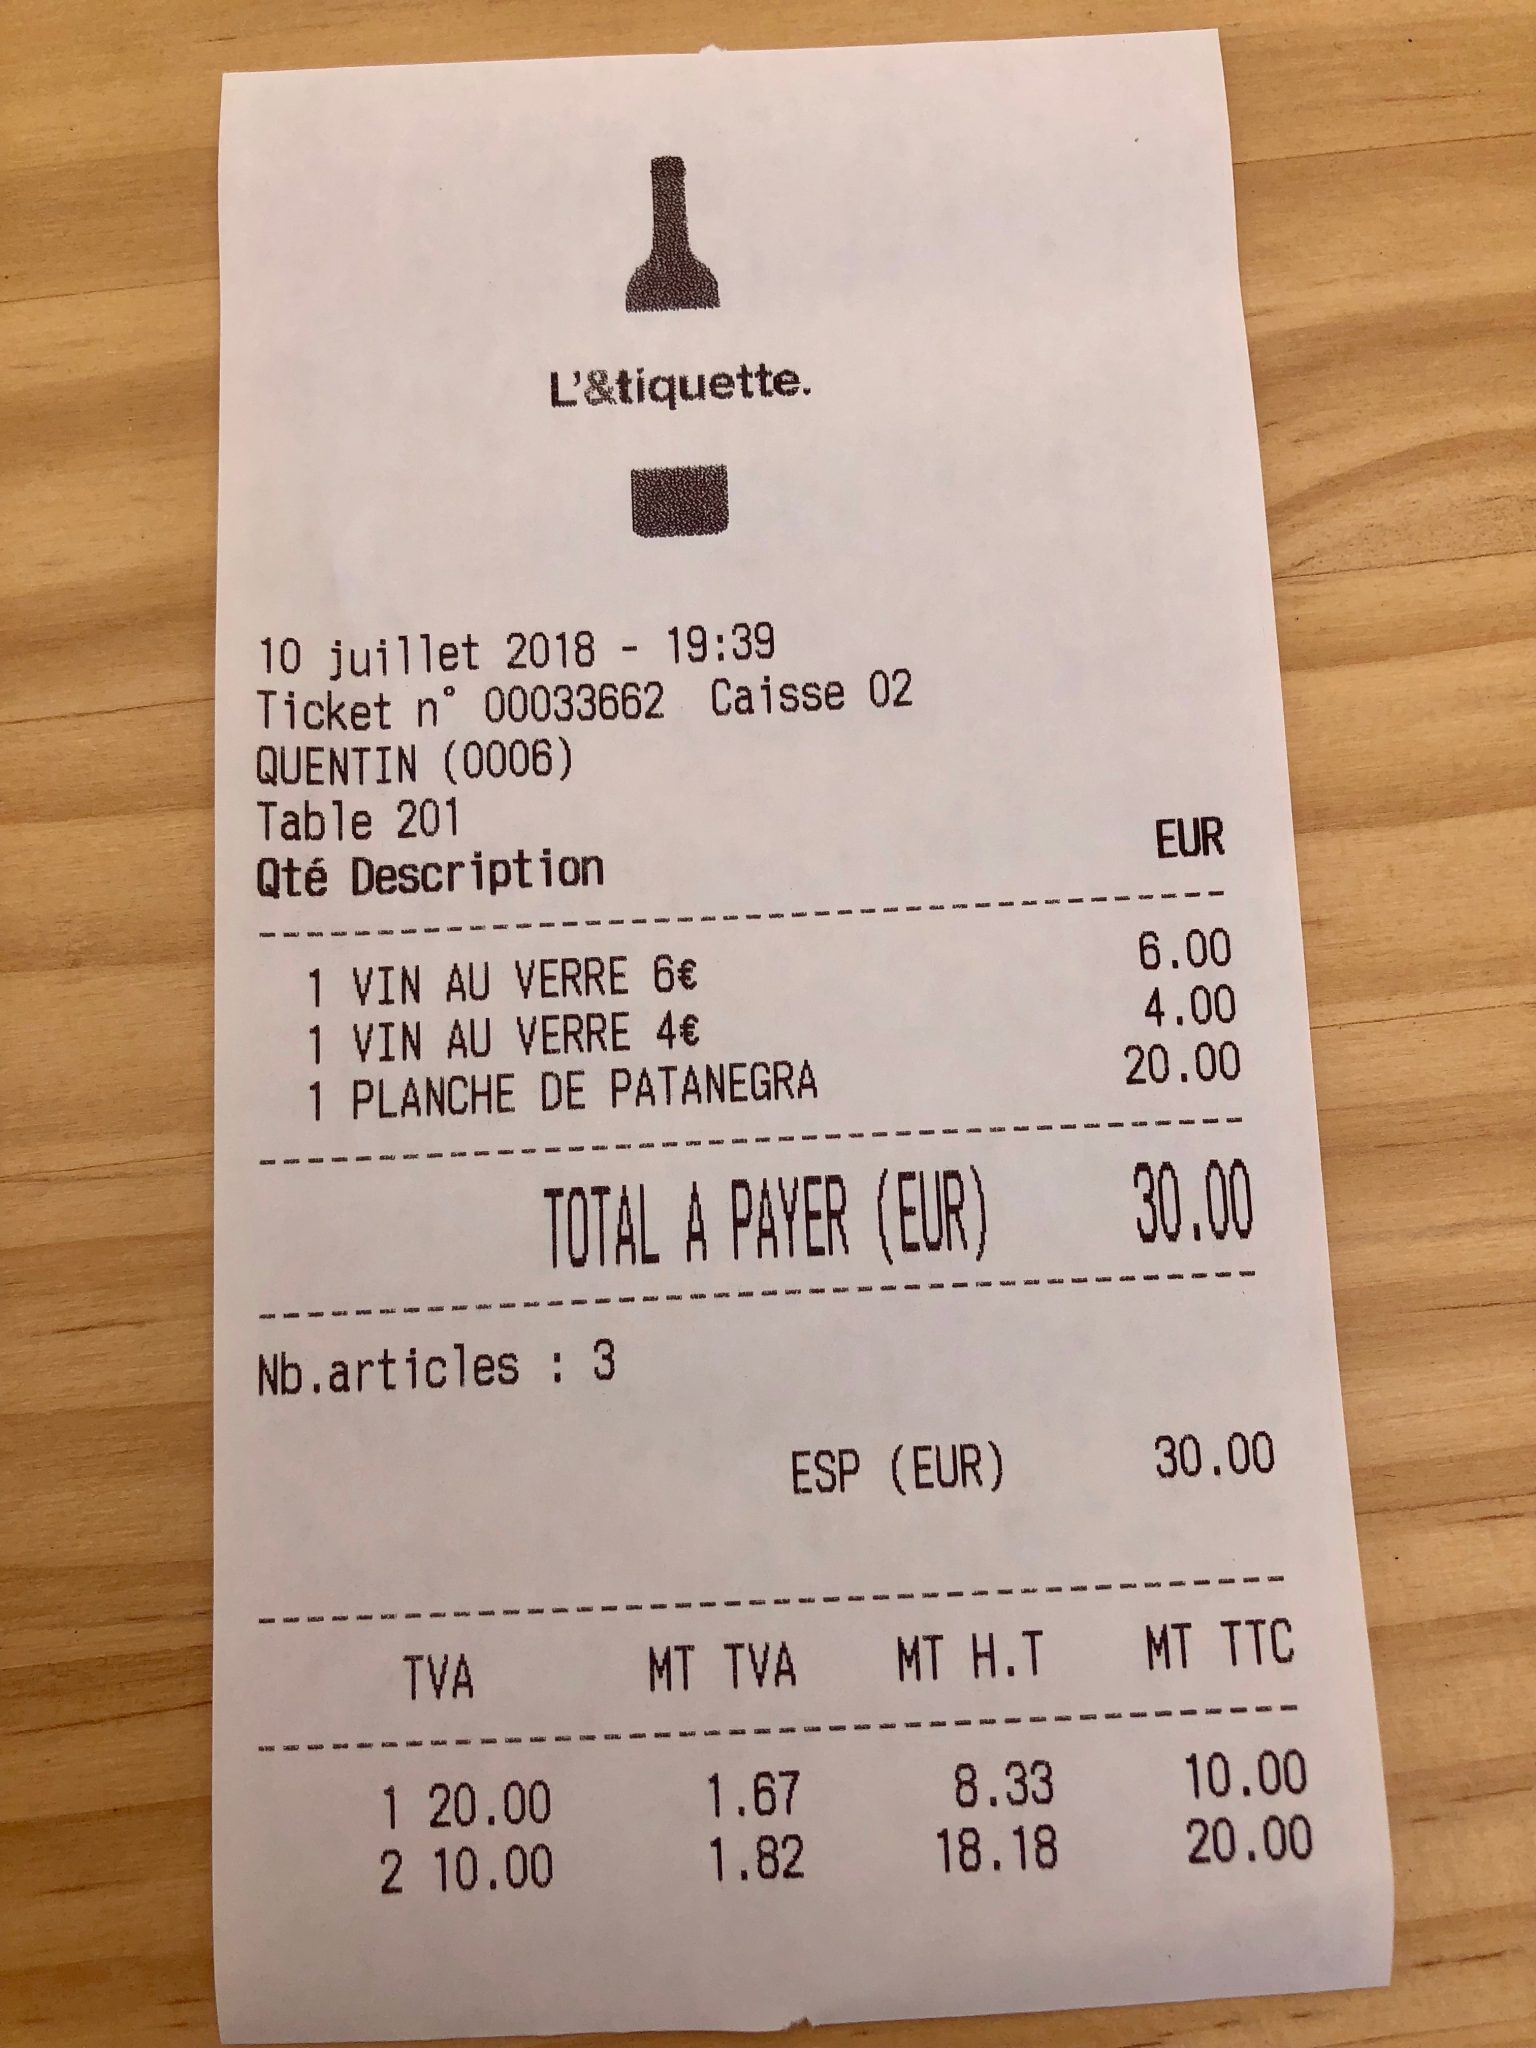 L'&tiquette.
10 juillet 2018 - 19:39
Ticket n° 00033662 Caisse 02
QUENTIN (0006)
Table 201
Qté Description EUR
1 VIN AU VERRE 6€ 6.00
1 VIN AU VERRE 4€ 4.00
1 PLANCHE DE PATANEGRA 20.00
TOTAL A PAYER (EUR) 30.00
Nb.articles : 3
ESP (EUR) 30.00
TVA MT TVA MT H.T MT TTC
1 20.00 1.67 8.33 10.00
2 10.00 1.82 18.18 20.00